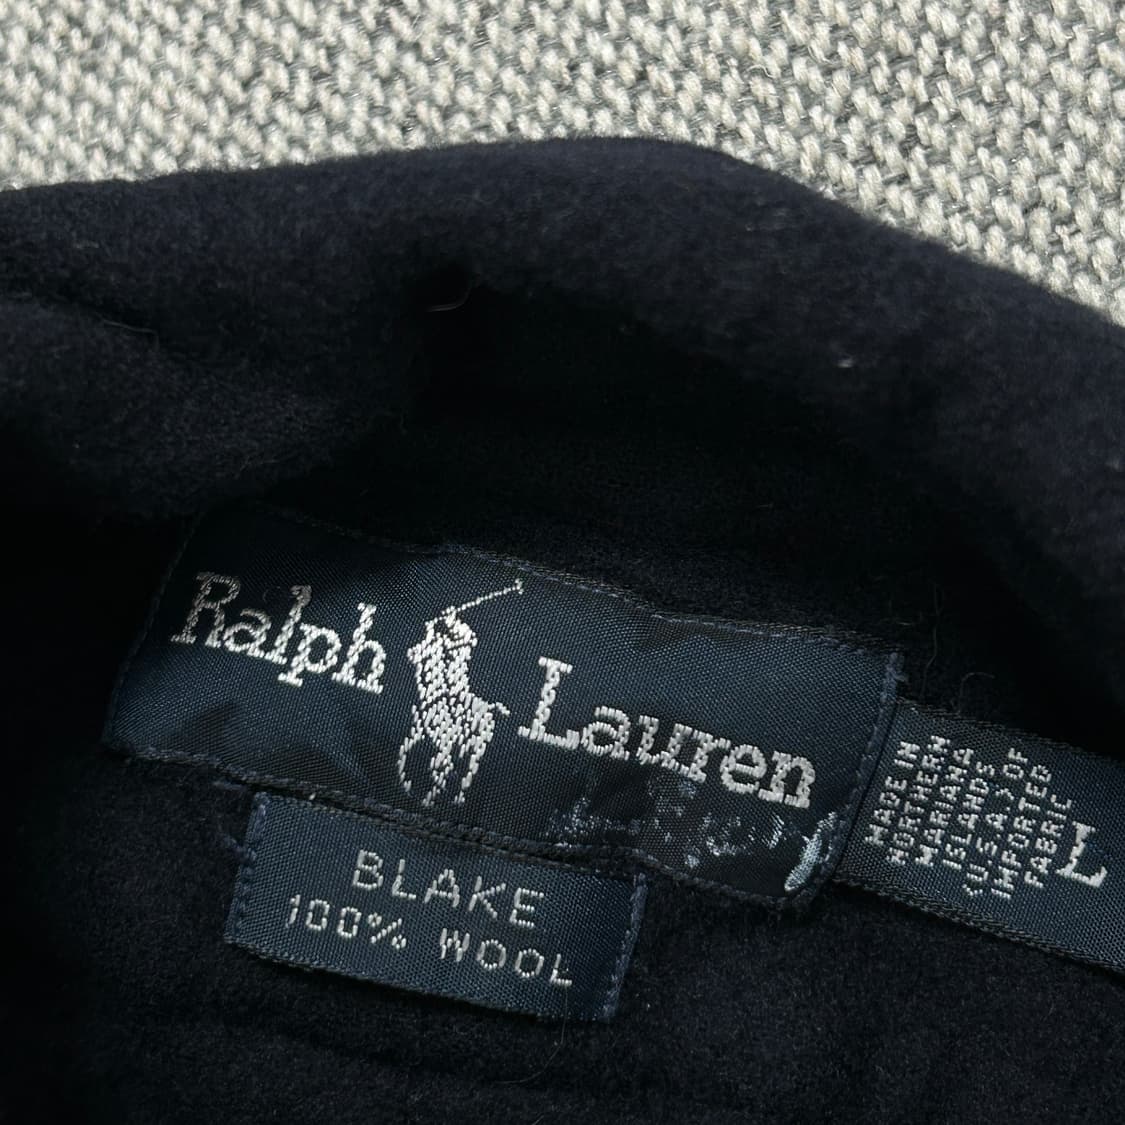 Ralph Lauren
BLAKE
100% WOOL
MADE IN
NORTHERN
MARIANA
ISLANDS
(U S A) OF
IMPORTED
FABRIC
L